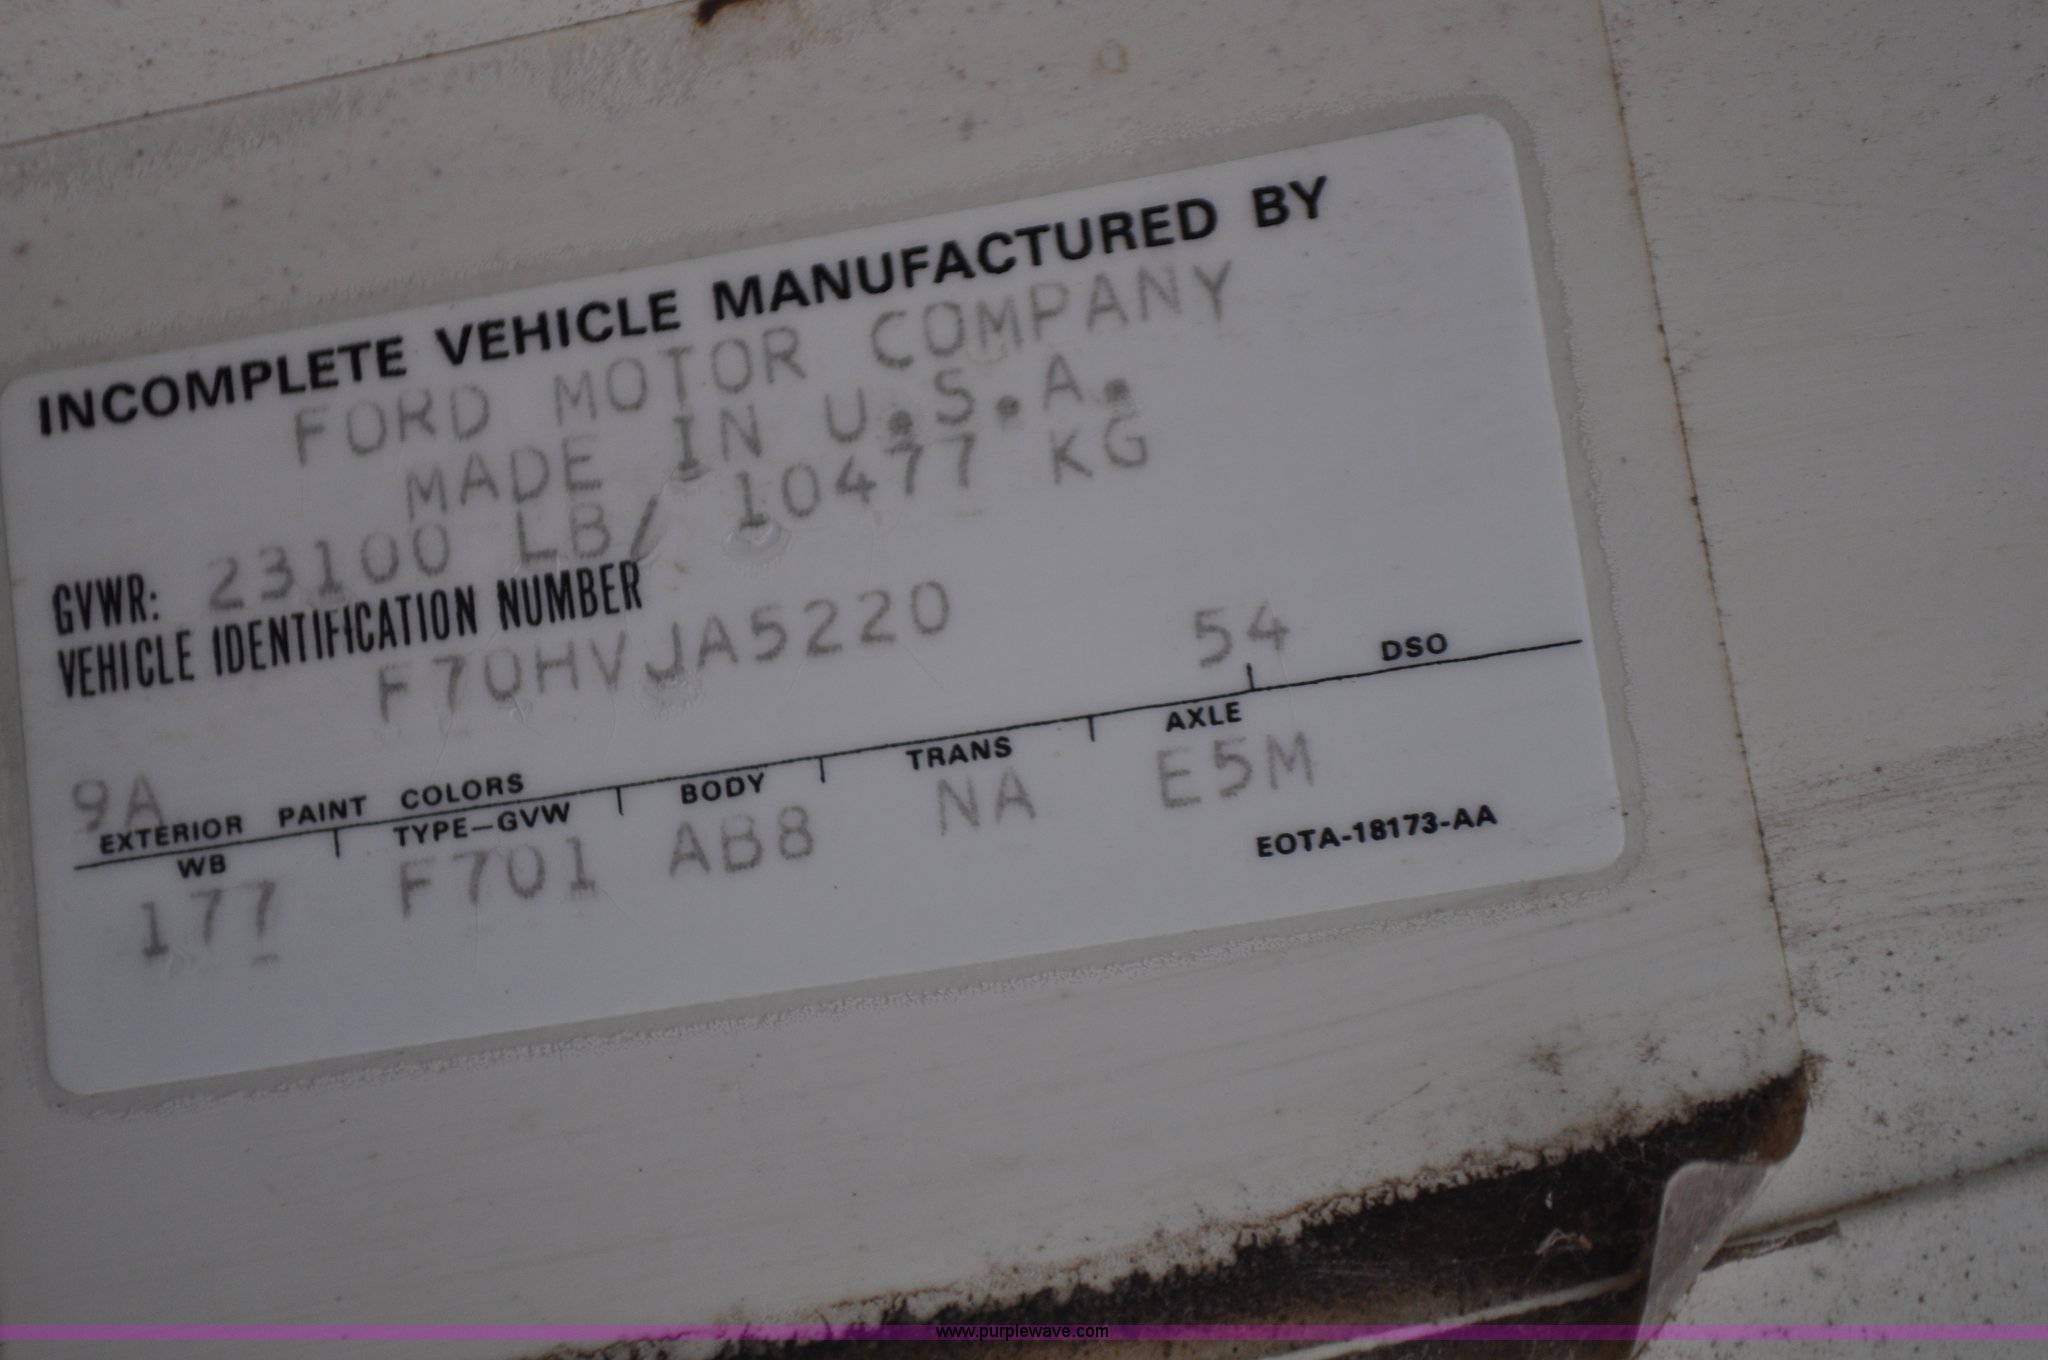 INCOMPLETE VEHICLE MANUFACTURED BY
FORD MOTOR COMPANY
MADE IN U.S.A.
GVWR: 23100 LB/ 10477 KG
VEHICLE IDENTIFICATION NUMBER
F70HVJA5220
54
DSO
9A
EXTERIOR PAINT COLORS
BODY
TRANS
AXLE
WB
TYPE-GVW
177
F701
AB8
NA
E5M
EOTA-18173-AA
www.purplewave.com